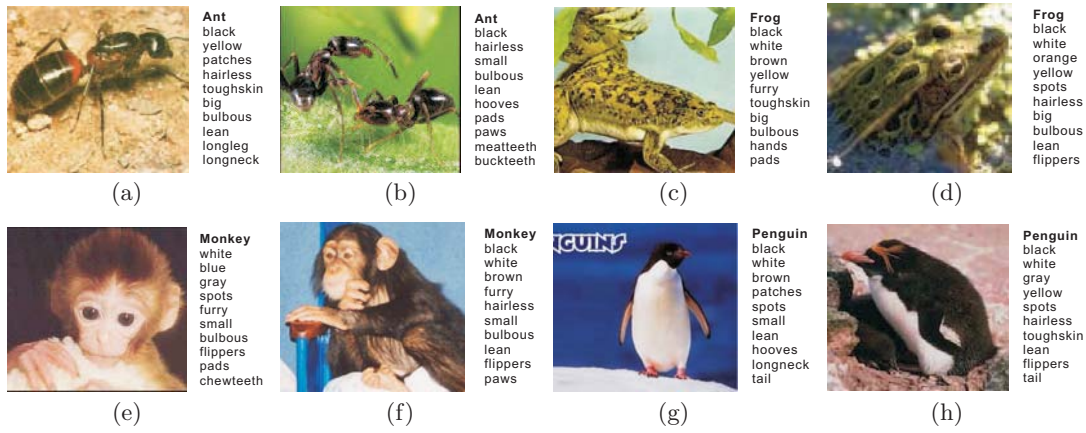 Ant
black
yellow
patches
hairless
toughskin
big
bulbous
lean
longleg
longneck
(a)
Ant
black
hairless
small
bulbous
lean
hooves
pads
paws
meatteeth
buckteeth
(b)
Frog
black
white
brown
yellow
furry
toughskin
big
bulbous
hands
pads
(c)
Frog
black
white
orange
yellow
spots
hairless
big
bulbous
lean
flippers
(d)
Monkey
white
blue
gray
spots
furry
small
bulbous
flippers
pads
chewteeth
(e)
Monkey
black
white
brown
furry
hairless
small
bulbous
lean
flippers
paws
(f)
NGUINS
Penguin
black
white
brown
patches
spots
small
lean
hooves
longneck
tail
(g)
Penguin
black
white
gray
yellow
spots
hairless
toughskin
lean
flippers
tail
(h)